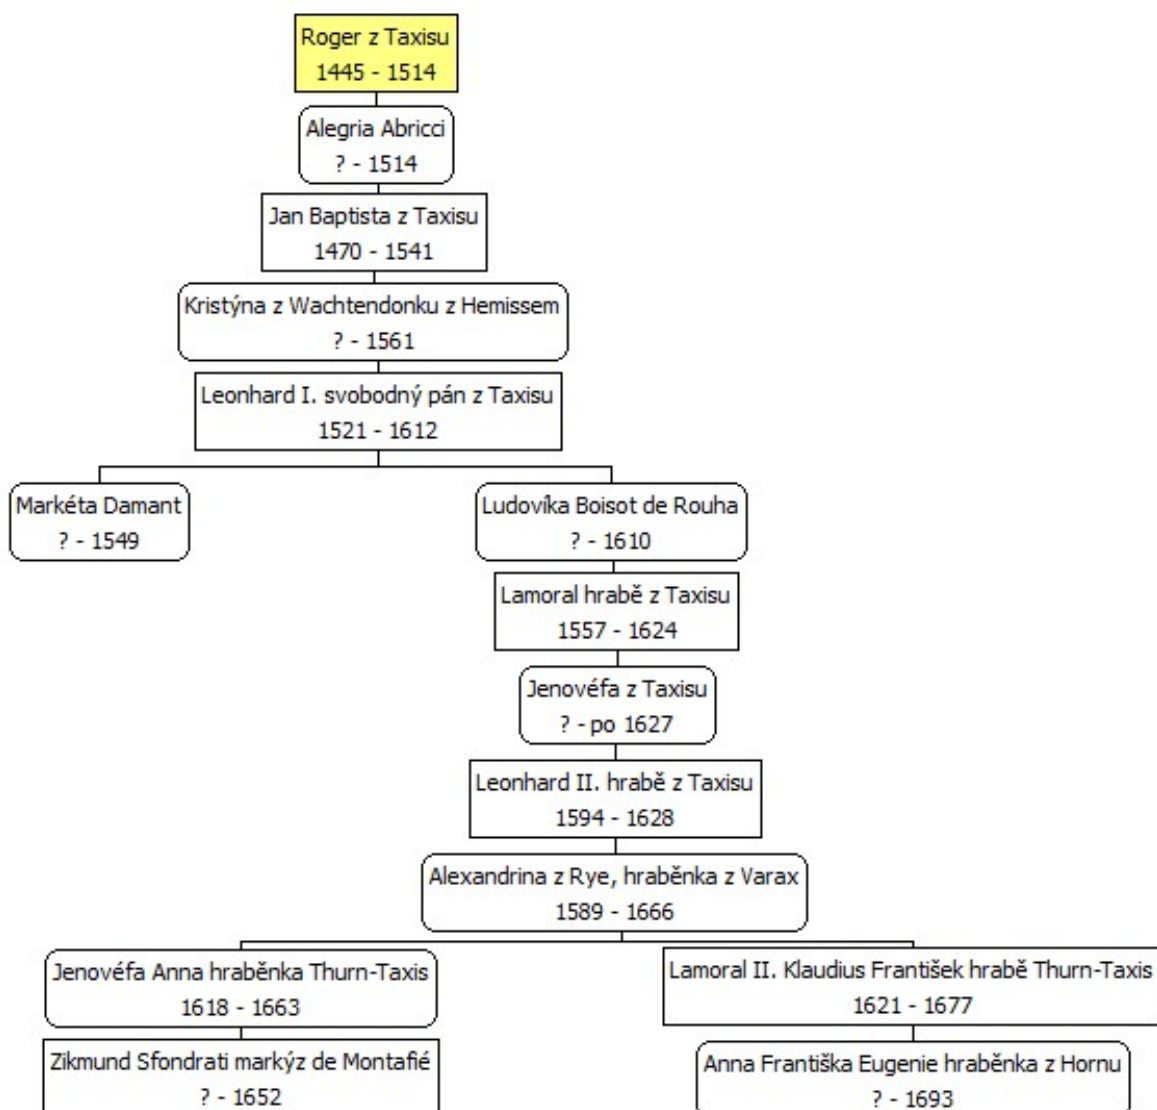 Roger z Taxisu
1445 - 1514
Alegria Abricci
? - 1514
Jan Baptista z Taxisu
1470 - 1541
Kristýna z Wachtendonku z Hemissem
? - 1561
Leonhard I. svobodný pán z Taxisu
1521 - 1612
Markéta Damant
? - 1549
Ludovíka Boisot de Rouha
? - 1610
Lamoral hrabě z Taxisu
1557 - 1624
Jenovéfa z Taxisu
? - po 1627
Leonhard II. hrabě z Taxisu
1594 - 1628
Alexandrina z Rye, hraběnka z Varax
1589 - 1666
Jenovéfa Anna hraběnka Thurn-Taxis
1618 - 1663
Lamoral II. Klaudius František hrabě Thurn-Taxis
1621 - 1677
Zikmund Sfondrati markýz de Montafié
? - 1652
Anna Františka Eugenie hraběnka z Hornu
? - 1693